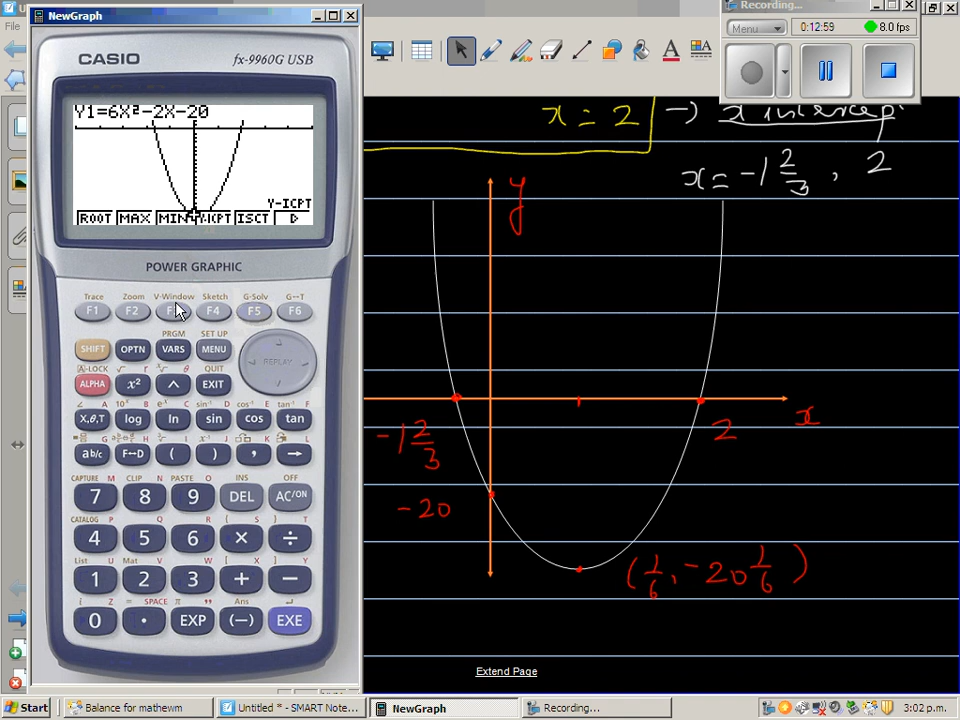 NewGraph
CASIO
fx-9960G USB
Y1=6X²-2X-20
Y-ICPT
ROOT MAX MIN Y-ICPT ISCT ▷
POWER GRAPHIC
Trace Zoom V-Window Sketch G-Solv G↔T
F1 F2 F3 F4 F5 F6
PRGM SET UP
SHIFT OPTN VARS MENU
REPLAY
A-LOCK QUIT
ALPHA x² ^ EXIT
X,θ,T log ln sin cos tan
a b/c F↔D ( ) , →
CAPTURE CLIP PASTE INS OFF
7 8 9 DEL AC/ON
CATALOG
4 5 6 × ÷
List Mat
1 2 3 + −
SPACE π Ans
0 · EXP (−) EXE
File
Recording...
Menu
0:12:59
8.0 fps
x = 2 → x intercep
x = -1 2/3 , 2
y
x
-1 2/3
2
-20
(1/6, -20 1/6)
Extend Page
Start
Balance for mathewm
Untitled * - SMART Note...
NewGraph
Recording...
3:02 p.m.